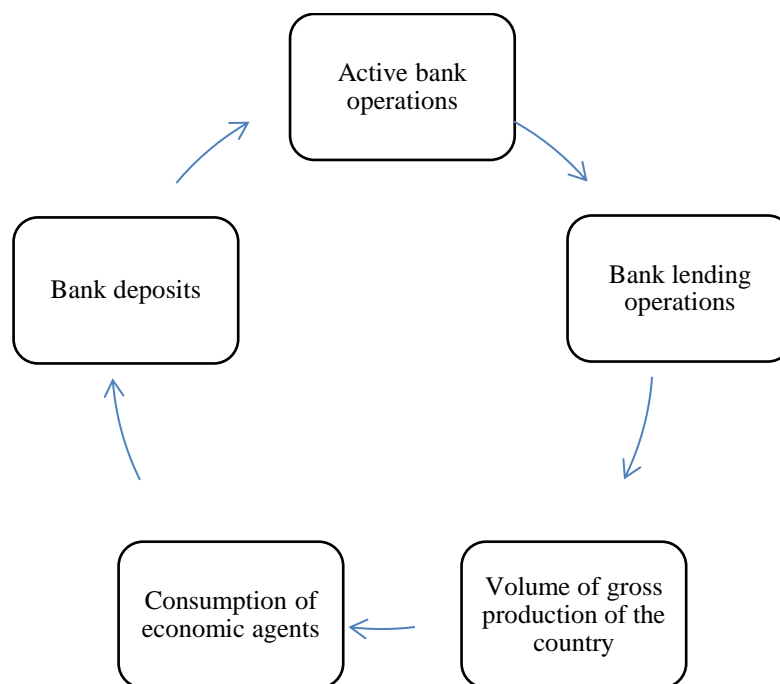 Active bank
operations
Bank lending
operations
Volume of gross
production of the
country
Consumption of
economic agents
Bank deposits